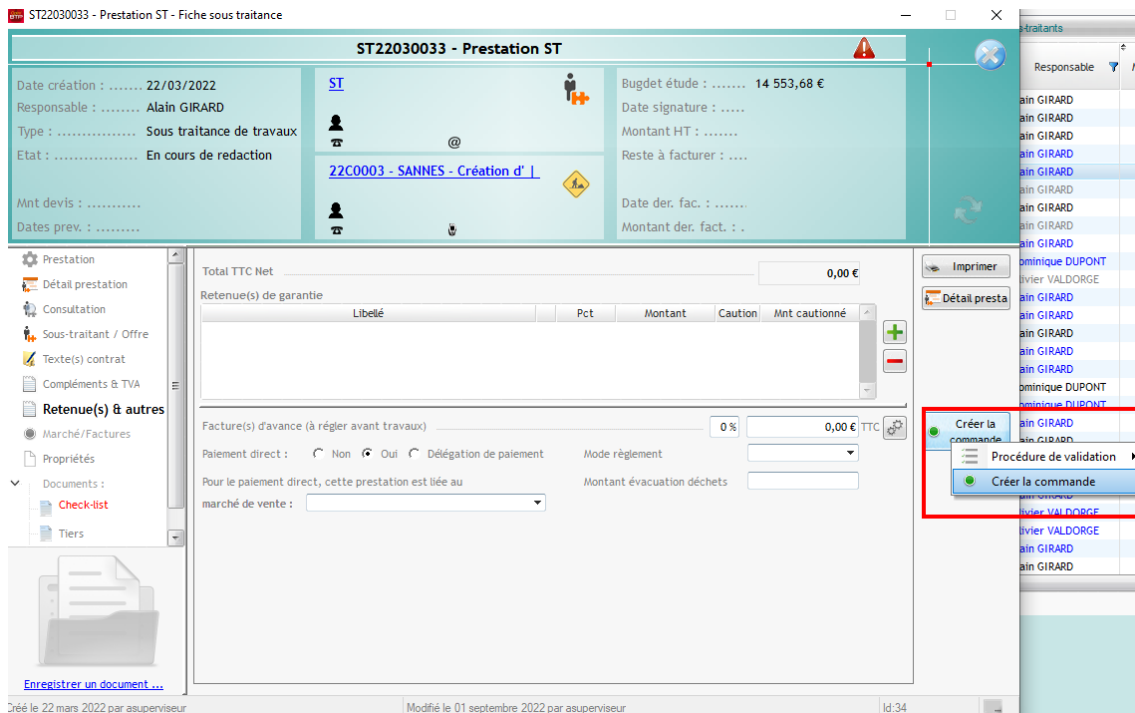 ST22030033 - Prestation ST - Fiche sous traitance
ST22030033 - Prestation ST
Date création : ....... 22/03/2022
Responsable : ........ Alain GIRARD
Type : ................ Sous traitance de travaux
Etat : ................. En cours de redaction
Mnt devis : ...........
Dates prev. : .........
ST
@
22C0003 - SANNES - Création d' |
Bugdet étude : ....... 14 553,68 €
Date signature : .....
Montant HT : .......
Reste à facturer : ....
Date der. fac. : .......
Montant der. fact. : .
Prestation
Détail prestation
Consultation
Sous-traitant / Offre
Texte(s) contrat
Compléments & TVA
Retenue(s) & autres
Marché/Factures
Propriétés
Documents :
Check-list
Tiers
Enregistrer un document ...
Total TTC Net 0,00 €
Retenue(s) de garantie
Libellé Pct Montant Caution Mnt cautionné
Facture(s) d'avance (à régler avant travaux) 0 % 0,00 € TTC
Paiement direct : Non Oui Délégation de paiement Mode règlement
Pour le paiement direct, cette prestation est liée au Montant évacuation déchets
marché de vente :
Imprimer
Détail presta
Créer la
commande
Procédure de validation
Créer la commande
-traitants
Responsable
ain GIRARD
ain GIRARD
ain GIRARD
ain GIRARD
ain GIRARD
ain GIRARD
ain GIRARD
ain GIRARD
ain GIRARD
ominique DUPONT
livier VALDORGE
ain GIRARD
ain GIRARD
ain GIRARD
ain GIRARD
ain GIRARD
ominique DUPONT
ominique DUPONT
ain GIRARD
ain GIRARD
livier VALDORGE
livier VALDORGE
ain GIRARD
ain GIRARD
Créé le 22 mars 2022 par asuperviseur
Modifié le 01 septembre 2022 par asuperviseur
Id:34